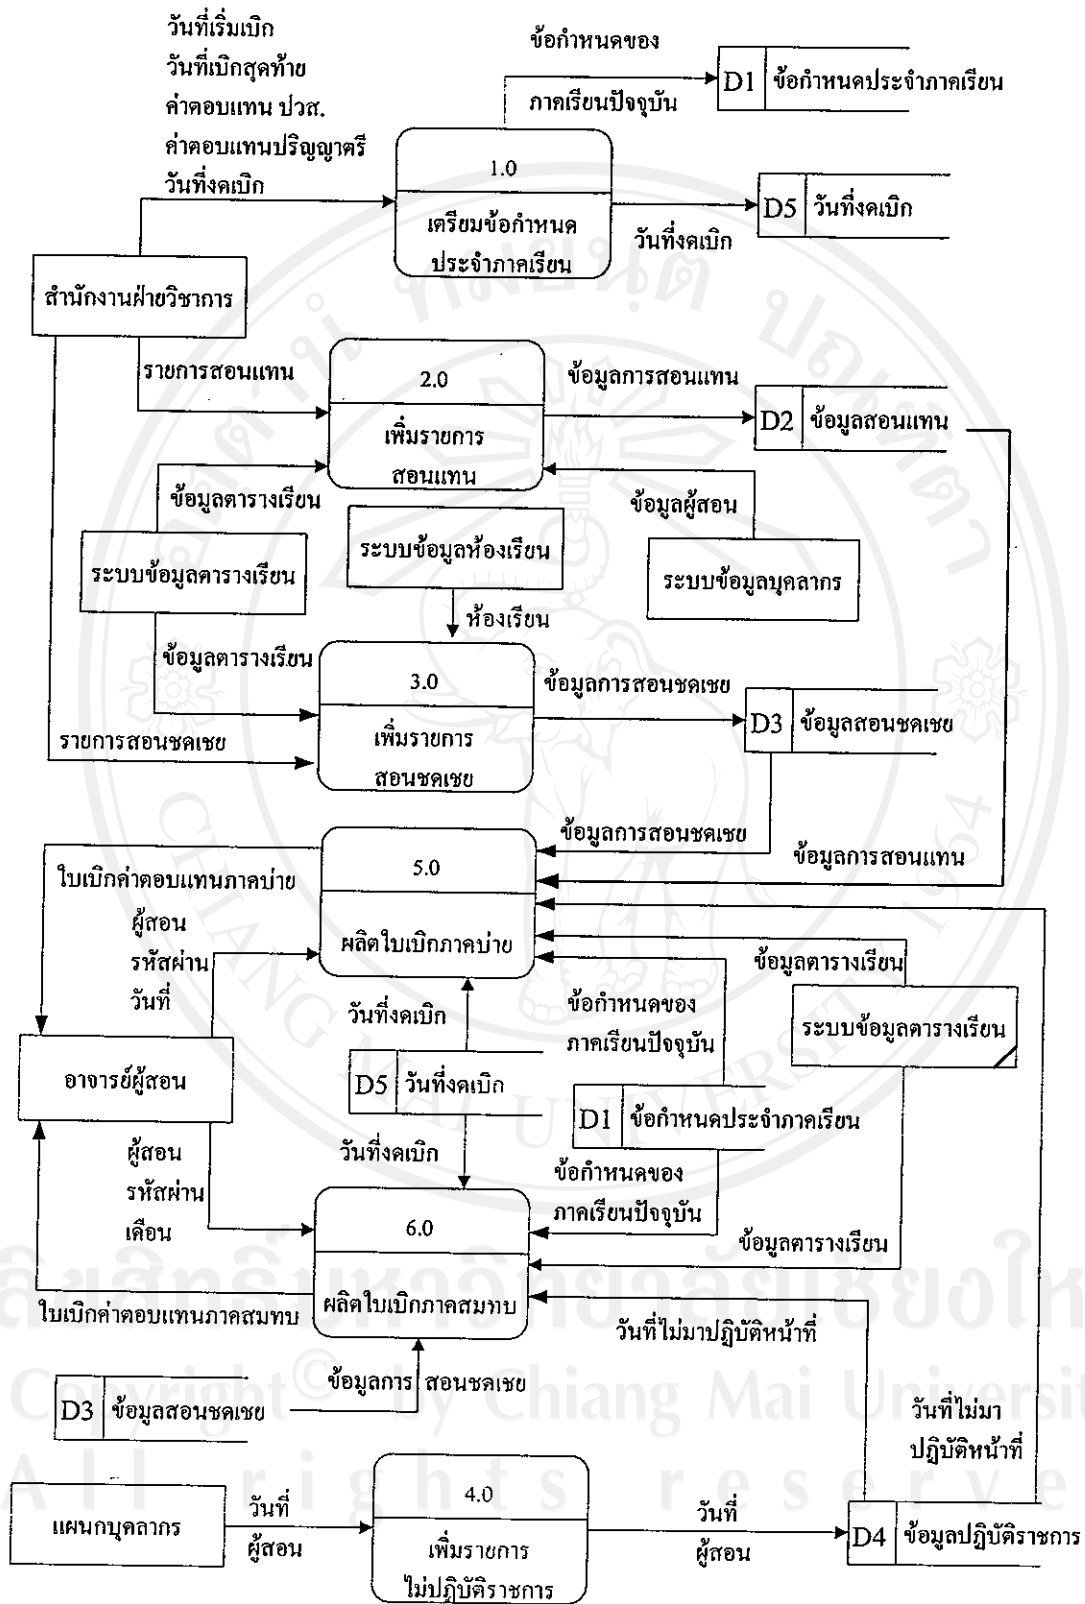 วันที่เริ่มเบิก
วันที่เบิกสุดท้าย
ค่าตอบแทน ปวส.
ค่าตอบแทนปริญญาตรี
วันที่งดเบิก
ข้อกำหนดของ
ภาคเรียนปัจจุบัน
D1 ข้อกำหนดประจำภาคเรียน
1.0
เตรียมข้อกำหนด
ประจำภาคเรียน
วันที่งดเบิก
D5 วันที่งดเบิก
สำนักงานฝ่ายวิชาการ
รายการสอนแทน
2.0
เพิ่มรายการ
สอนแทน
ข้อมูลการสอนแทน
D2 ข้อมูลสอนแทน
ข้อมูลตารางเรียน
ข้อมูลผู้สอน
ระบบข้อมูลตารางเรียน
ระบบข้อมูลห้องเรียน
ระบบข้อมูลบุคลากร
ห้องเรียน
ข้อมูลตารางเรียน
3.0
เพิ่มรายการ
สอนชดเชย
ข้อมูลการสอนชดเชย
D3 ข้อมูลสอนชดเชย
รายการสอนชดเชย
ข้อมูลการสอนชดเชย
ข้อมูลการสอนแทน
5.0
ผลิตใบเบิกภาคบ่าย
ใบเบิกค่าตอบแทนภาคบ่าย
ผู้สอน
รหัสผ่าน
วันที่
ข้อมูลตารางเรียน
วันที่งดเบิก
ข้อกำหนดของ
ภาคเรียนปัจจุบัน
ระบบข้อมูลตารางเรียน
อาจารย์ผู้สอน
D5 วันที่งดเบิก
D1 ข้อกำหนดประจำภาคเรียน
ผู้สอน
รหัสผ่าน
เดือน
วันที่งดเบิก
ข้อกำหนดของ
ภาคเรียนปัจจุบัน
6.0
ผลิตใบเบิกภาคสมทบ
ข้อมูลตารางเรียน
ใบเบิกค่าตอบแทนภาคสมทบ
วันที่ไม่มาปฏิบัติหน้าที่
D3 ข้อมูลสอนชดเชย
ข้อมูลการ สอนชดเชย
วันที่ไม่มา
ปฏิบัติหน้าที่
แผนกบุคลากร
วันที่
ผู้สอน
4.0
เพิ่มรายการ
ไม่ปฏิบัติราชการ
วันที่
ผู้สอน
D4 ข้อมูลปฏิบัติราชการ
CHIANG MAI UNIVERSITY 1964
Copyright© by Chiang Mai Universit
All rights reserve